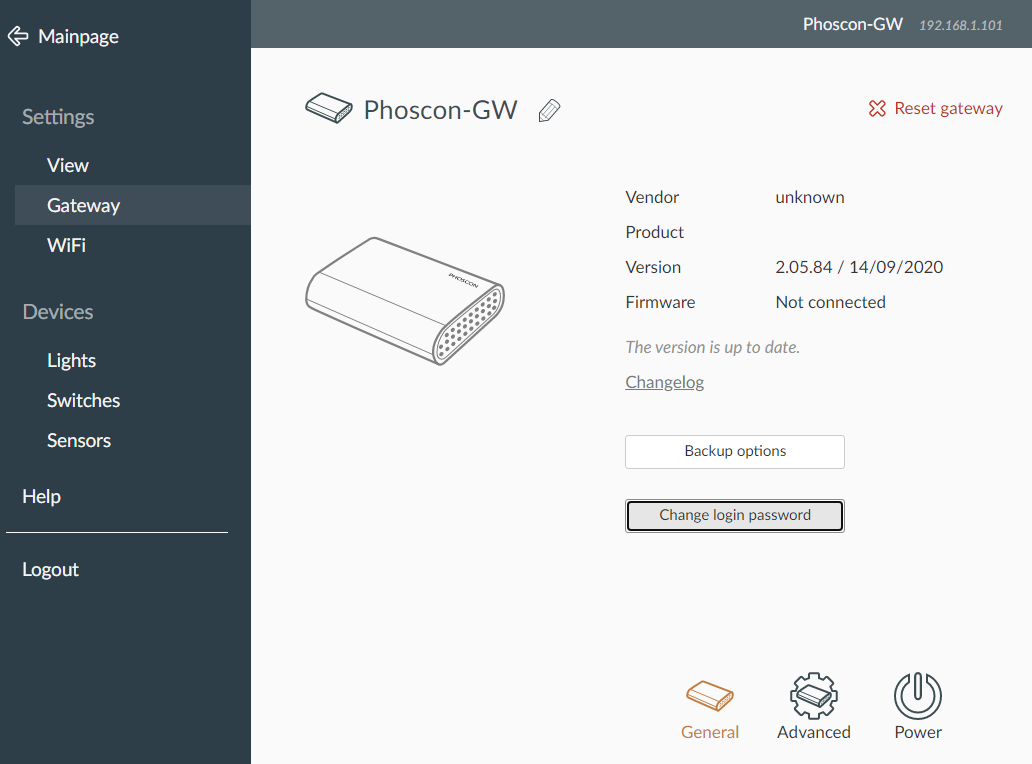 Mainpage
Phoscon-GW 192.168.1.101
Settings
View
Gateway
WiFi
Devices
Lights
Switches
Sensors
Help
Logout
Phoscon-GW
Reset gateway
PHOSCON
Vendor unknown
Product
Version 2.05.84 / 14/09/2020
Firmware Not connected
The version is up to date.
Changelog
Backup options
Change login password
General Advanced Power